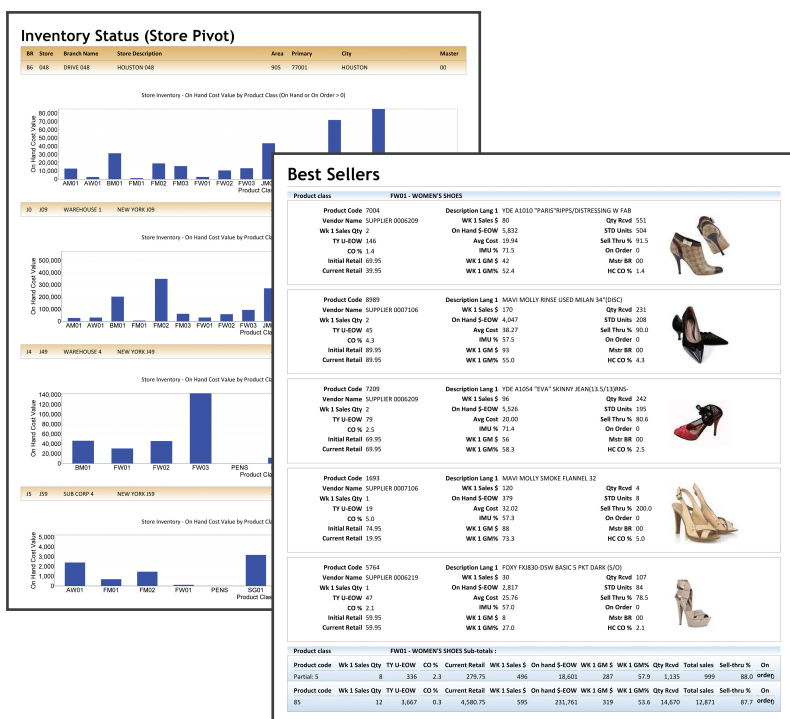 Inventory Status (Store Pivot)
BR Store Branch Name Store Description Area Primary City Master
B6 048 DRIVE 048 HOUSTON 048 905 77001 HOUSTON 00
Store Inventory - On Hand Cost Value by Product Class (On Hand or On Order > 0)
On Hand Cost Value
80,000
70,000
60,000
50,000
40,000
30,000
20,000
10,000
0
AM01 AW01 BM01 FM01 FM02 FM03 FW01 FW02 FW03
Product Clas
J0 J09 WAREHOUSE 1 NEW YORK J09
Store Inventory - On Hand Cost Value by Product Cl
On Hand Cost Value
500,000
400,000
300,000
200,000
100,000
0
AM01 AW01 BM01 FM01 FM02 FM03 FW01 FW02 FW03
Product Clas
J4 J49 WAREHOUSE 4 NEW YORK J49
Store Inventory - On Hand Cost Value by Product Cl
On Hand Cost Value
140,000
120,000
100,000
80,000
60,000
40,000
20,000
0
BM01 FW01 FW02 FW03 PENS
Product Clas
J5 J59 SUB CORP 4 NEW YORK J59
Store Inventory - On Hand Cost Value by Product Cl
On Hand Cost Value
5,000
4,000
3,000
2,000
1,000
0
AW01 FM01 FM02 FW01 PENS SG01
Product Clas
Best Sellers
Product class FW01 - WOMEN'S SHOES
Product Code 7004 Description Lang 1 YDE A1010 "PARIS"RIPPS/DISTRESSING W FAB
Vendor Name SUPPLIER 0006209 WK 1 Sales $ 80 Qty Rcvd 551
Wk 1 Sales Qty 2 On Hand $-EOW 5,832 STD Units 504
TY U-EOW 146 Avg Cost 19.94 Sell Thru % 91.5
CO % 1.4 IMU % 71.5 On Order 0
Initial Retail 69.95 WK 1 GM $ 42 Mstr BR 00
Current Retail 39.95 WK 1 GM% 52.4 HC CO % 1.4
Product Code 8989 Description Lang 1 MAVI MOLLY RINSE USED MILAN 34"(DISC)
Vendor Name SUPPLIER 0007106 WK 1 Sales $ 170 Qty Rcvd 231
Wk 1 Sales Qty 2 On Hand $-EOW 4,047 STD Units 208
TY U-EOW 45 Avg Cost 38.27 Sell Thru % 90.0
CO % 4.3 IMU % 57.5 On Order 0
Initial Retail 89.95 WK 1 GM $ 93 Mstr BR 00
Current Retail 89.95 WK 1 GM% 55.0 HC CO % 4.3
Product Code 7209 Description Lang 1 YDE A1054 "EVA" SKINNY JEAN(13.5/13)RNS-
Vendor Name SUPPLIER 0006209 WK 1 Sales $ 96 Qty Rcvd 242
Wk 1 Sales Qty 2 On Hand $-EOW 5,526 STD Units 195
TY U-EOW 79 Avg Cost 20.00 Sell Thru % 80.6
CO % 2.5 IMU % 71.4 On Order 0
Initial Retail 69.95 WK 1 GM $ 56 Mstr BR 00
Current Retail 69.95 WK 1 GM% 58.3 HC CO % 2.5
Product Code 1693 Description Lang 1 MAVI MOLLY SMOKE FLANNEL 32
Vendor Name SUPPLIER 0007106 WK 1 Sales $ 120 Qty Rcvd 4
Wk 1 Sales Qty 1 On Hand $-EOW 379 STD Units 8
TY U-EOW 19 Avg Cost 32.02 Sell Thru % 200.0
CO % 5.0 IMU % 57.3 On Order 0
Initial Retail 74.95 WK 1 GM $ 88 Mstr BR 00
Current Retail 19.95 WK 1 GM% 73.3 HC CO % 5.0
Product Code 5764 Description Lang 1 FOXY FXJ830-DSW BASIC 5 PKT DARK (S/O)
Vendor Name SUPPLIER 0006219 WK 1 Sales $ 30 Qty Rcvd 107
Wk 1 Sales Qty 1 On Hand $-EOW 2,817 STD Units 84
TY U-EOW 47 Avg Cost 25.76 Sell Thru % 78.5
CO % 2.1 IMU % 57.0 On Order 0
Initial Retail 59.95 WK 1 GM $ 8 Mstr BR 00
Current Retail 59.95 WK 1 GM% 27.0 HC CO % 2.1
Product class FW01 - WOMEN'S SHOES Sub-totals :
Product code Wk 1 Sales Qty TY U-EOW CO % Current Retail WK 1 Sales $ On hand $-EOW WK 1 GM $ WK 1 GM% Qty Rcvd Total sales Sell-thru % On order
Partial: 5 8 336 2.3 279.75 496 18,601 287 57.9 1,135 999 88.0 0
Product code Wk 1 Sales Qty TY U-EOW CO % Current Retail WK 1 Sales $ On hand $-EOW WK 1 GM $ WK 1 GM% Qty Rcvd Total sales Sell-thru % On order
85 12 3,667 0.3 4,580.75 595 231,761 319 53.6 14,670 12,871 87.7 0